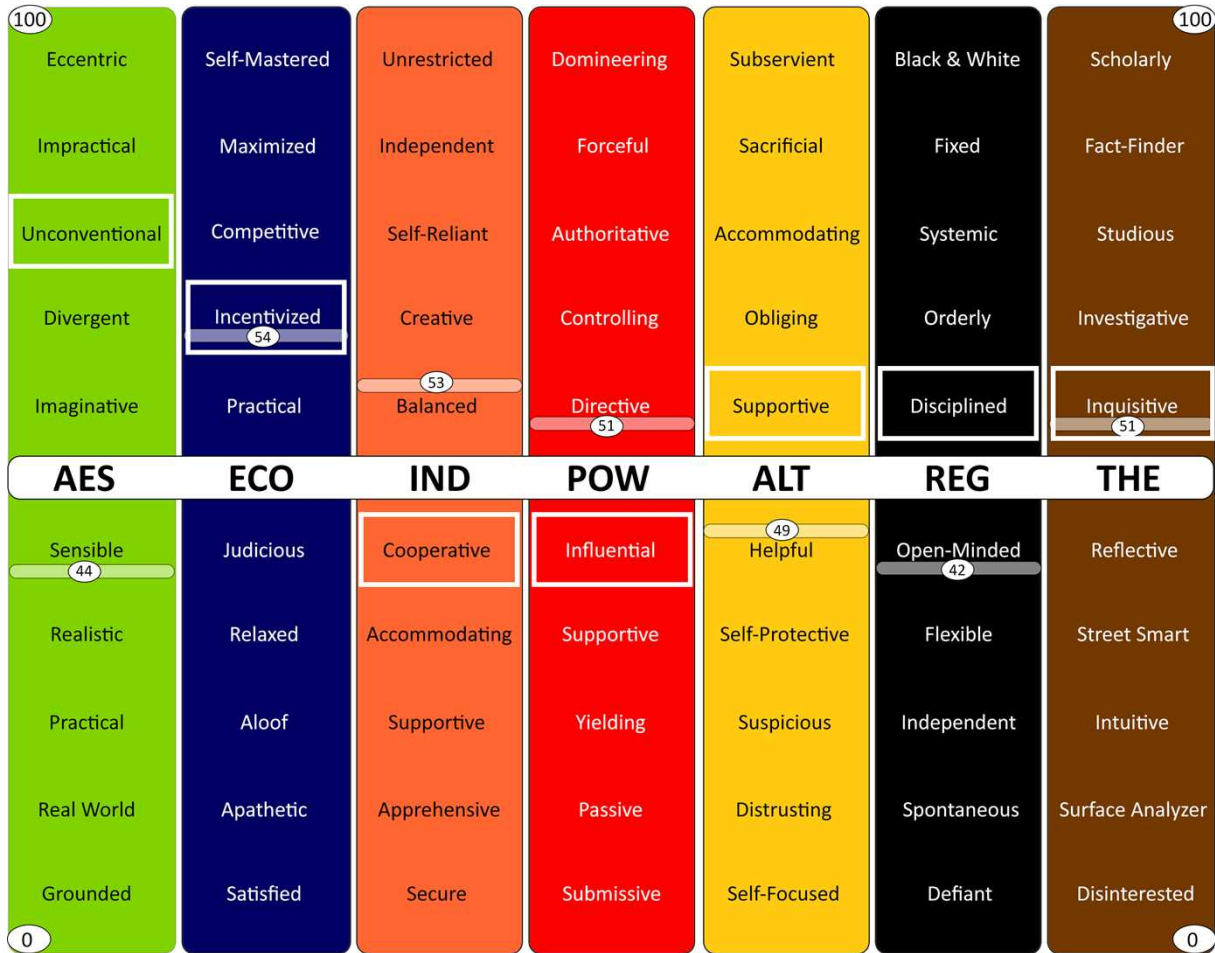 100 100
Eccentric Self-Mastered Unrestricted Domineering Subservient Black & White Scholarly
Impractical Maximized Independent Forceful Sacrificial Fixed Fact-Finder
Unconventional Competitive Self-Reliant Authoritative Accommodating Systemic Studious
Divergent Incentivized Creative Controlling Obliging Orderly Investigative
54
53
Imaginative Practical Balanced Directive Supportive Disciplined Inquisitive
51 51
AES ECO IND POW ALT REG THE
49
Sensible Judicious Cooperative Influential Helpful Open-Minded Reflective
44 42
Realistic Relaxed Accommodating Supportive Self-Protective Flexible Street Smart
Practical Aloof Supportive Yielding Suspicious Independent Intuitive
Real World Apathetic Apprehensive Passive Distrusting Spontaneous Surface Analyzer
Grounded Satisfied Secure Submissive Self-Focused Defiant Disinterested
0 0